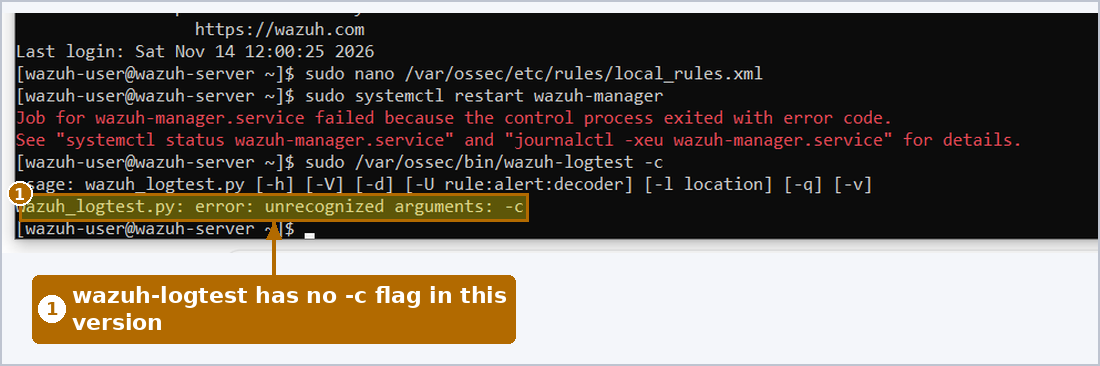 https://wazuh.com
Last login: Sat Nov 14 12:00:25 2026
[wazuh-user@wazuh-server ~]$ sudo nano /var/ossec/etc/rules/local_rules.xml
[wazuh-user@wazuh-server ~]$ sudo systemctl restart wazuh-manager
Job for wazuh-manager.service failed because the control process exited with error code.
See "systemctl status wazuh-manager.service" and "journalctl -xeu wazuh-manager.service" for details.
[wazuh-user@wazuh-server ~]$ sudo /var/ossec/bin/wazuh-logtest -c
usage: wazuh_logtest.py [-h] [-V] [-d] [-U rule:alert:decoder] [-l location] [-q] [-v]
1
wazuh_logtest.py: error: unrecognized arguments: -c
[wazuh-user@wazuh-server ~]$
1 wazuh-logtest has no -c flag in this
version